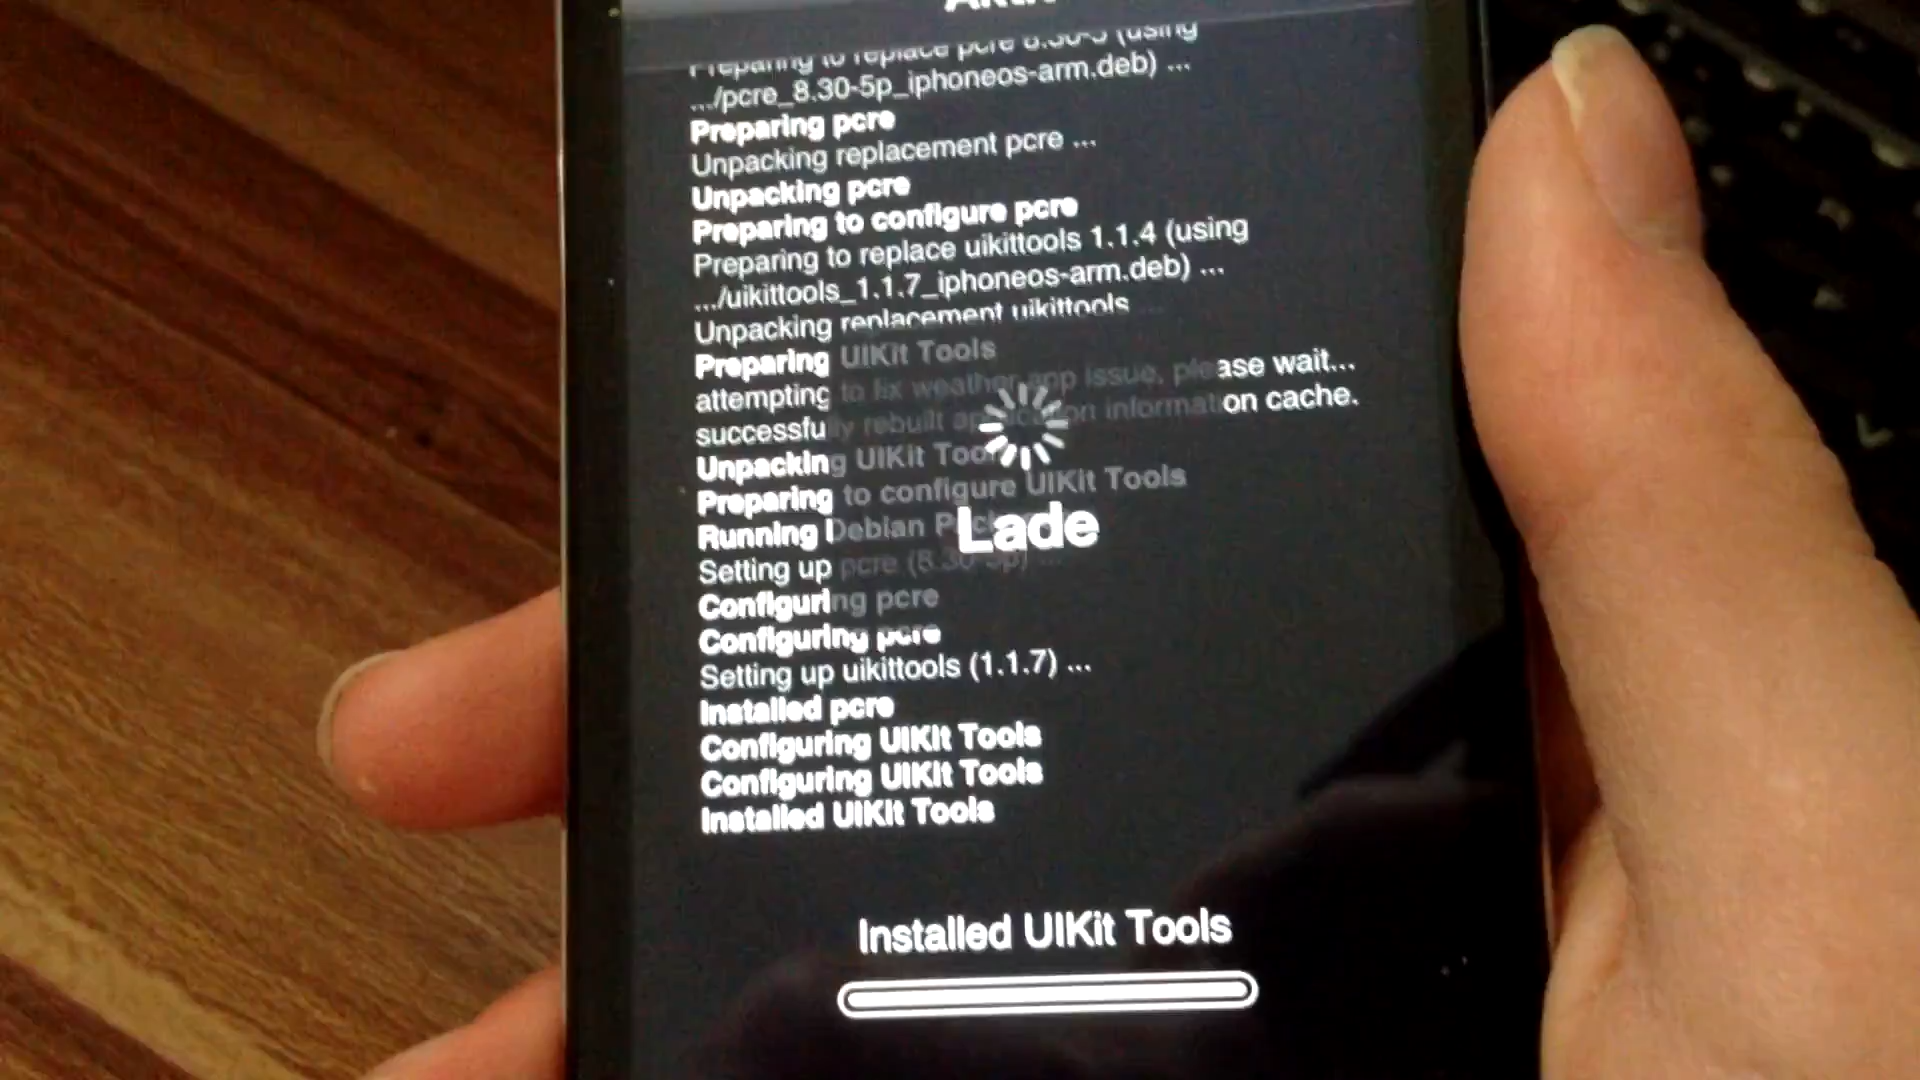 Preparing to replace pcre 8.30-5 (using
.../pcre_8.30-5p_iphoneos-arm.deb) ...
Preparing pcre
Unpacking replacement pcre ...
Unpacking pcre
Preparing to configure pcre
Preparing to replace uikittools 1.1.4 (using
.../uikittools_1.1.7_iphoneos-arm.deb) ...
Unpacking replacement uikittools ...
Preparing UIKit Tools
attempting to fix weather app issue, please wait...
successfully rebuilt application information cache.
Unpacking UIKit Tools
Preparing to configure UIKit Tools
Running Debian
Lade
Setting up pcre (8.30-5p) ...
Configuring pcre
Configuring pcre
Setting up uikittools (1.1.7) ...
Installed pcre
Configuring UIKit Tools
Configuring UIKit Tools
Installed UIKit Tools
Installed UIKit Tools